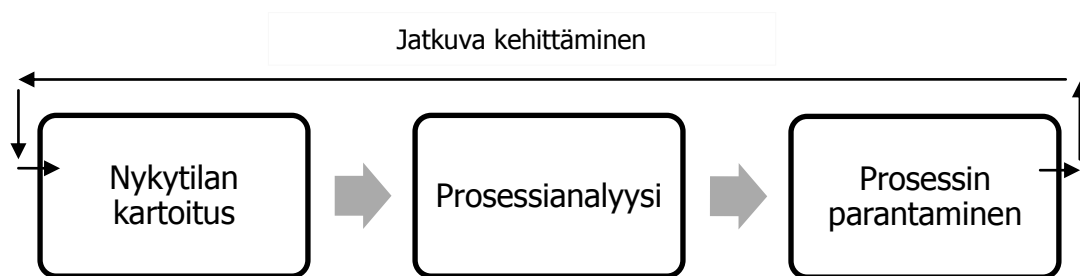 Jatkuva kehittäminen
Nykytilan
kartoitus
Prosessianalyysi
Prosessin
parantaminen